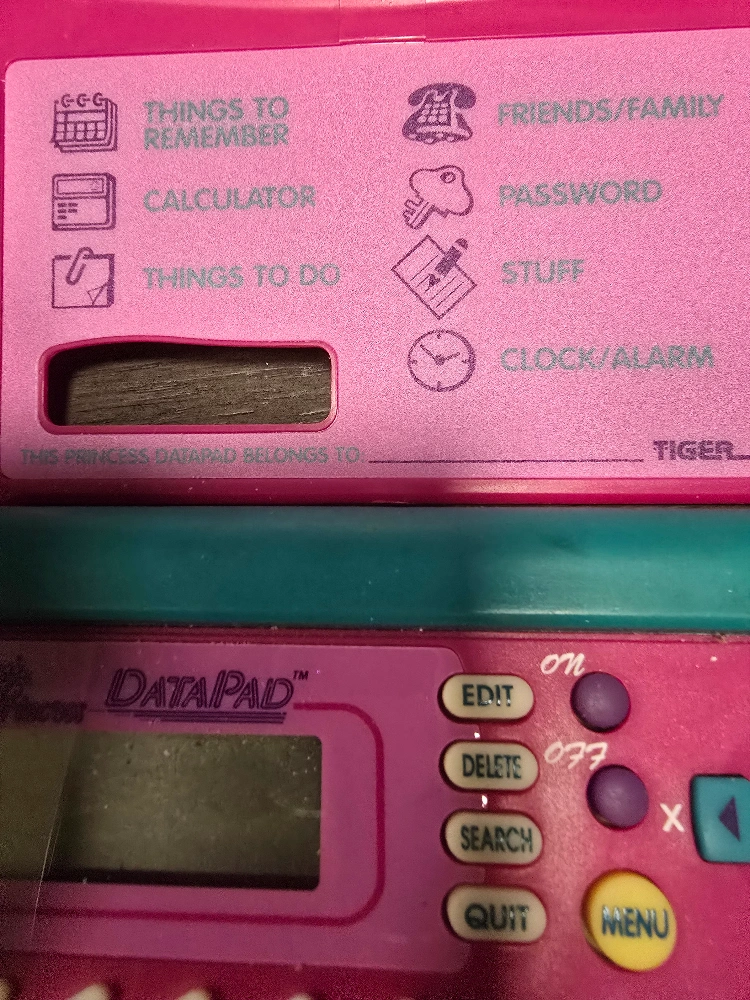 THINGS TO
REMEMBER
FRIENDS/FAMILY
CALCULATOR
PASSWORD
THINGS TO DO
STUFF
CLOCK/ALARM
THIS PRINCESS DATAPAD BELONGS TO
TIGER
DATAPAD™
EDIT
ON
DELETE
OFF
X
SEARCH
QUIT
MENU